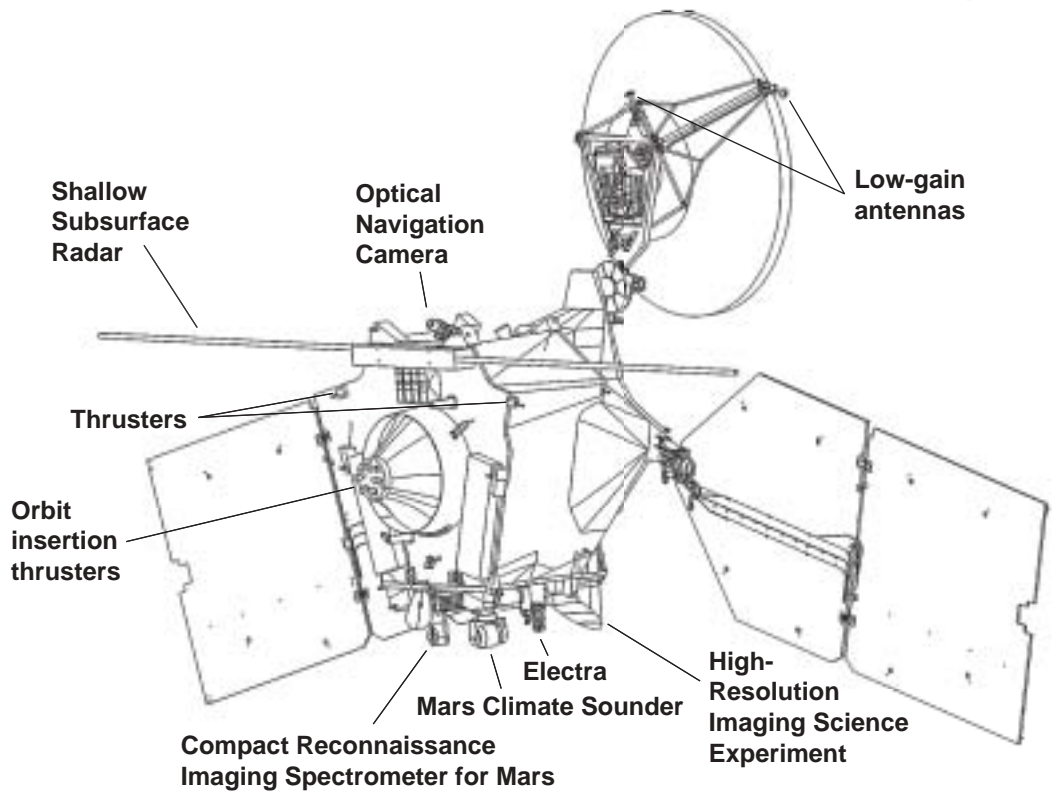 Shallow
Subsurface
Radar
Optical
Navigation
Camera
Low-gain
antennas
Thrusters
Orbit
insertion
thrusters
Electra
Mars Climate Sounder
Compact Reconnaissance
Imaging Spectrometer for Mars
High-
Resolution
Imaging Science
Experiment